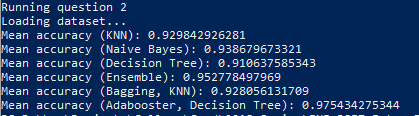 Running question 2
Loading dataset...
Mean accuracy (KNN): 0.929842926281
Mean accuracy (Naive Bayes): 0.938679673321
Mean accuracy (Decision Tree): 0.910637585343
Mean accuracy (Ensemble): 0.952778497969
Mean accuracy (Bagging, KNN): 0.928056131709
Mean accuracy (Adabooster, Decision Tree): 0.975434275344